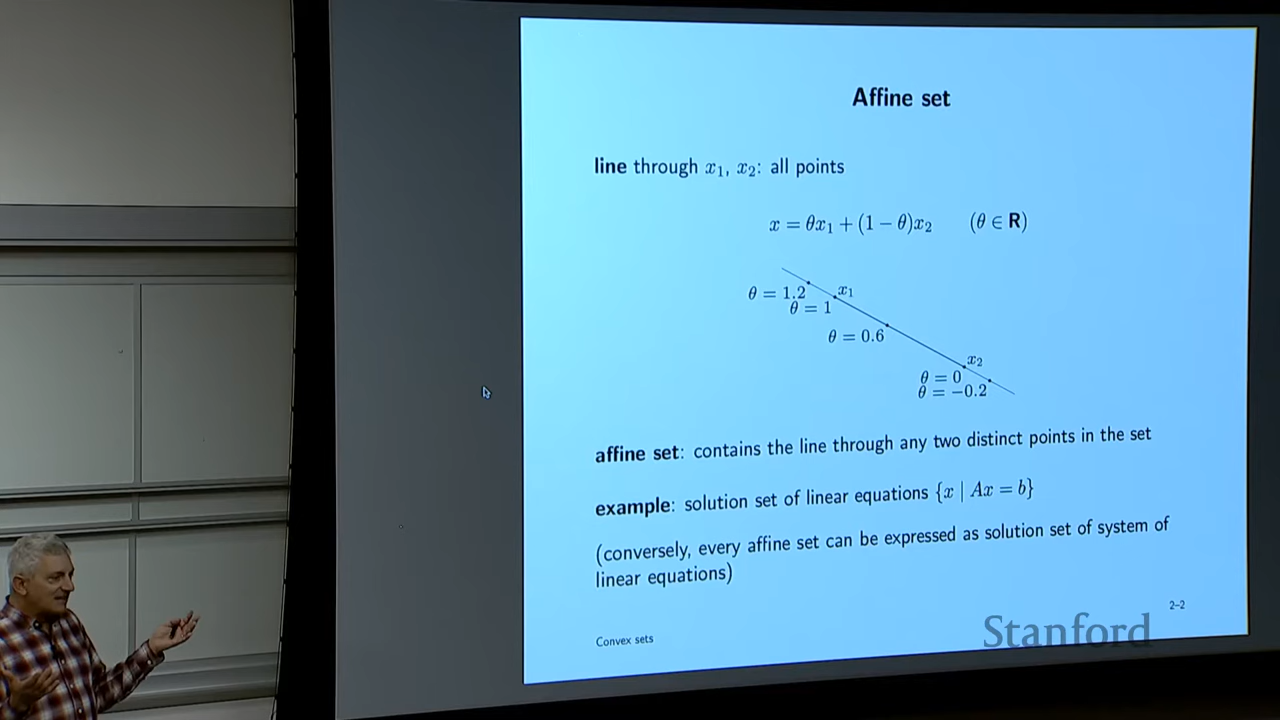 Affine set
line through x₁, x₂: all points
x = θx₁ + (1 − θ)x₂ (θ ∈ R)
θ = 1.2
x₁
θ = 1
θ = 0.6
x₂
θ = 0
θ = −0.2
affine set: contains the line through any two distinct points in the set
example: solution set of linear equations {x | Ax = b}
(conversely, every affine set can be expressed as solution set of system of
linear equations)
Convex sets
2–2
Stanford